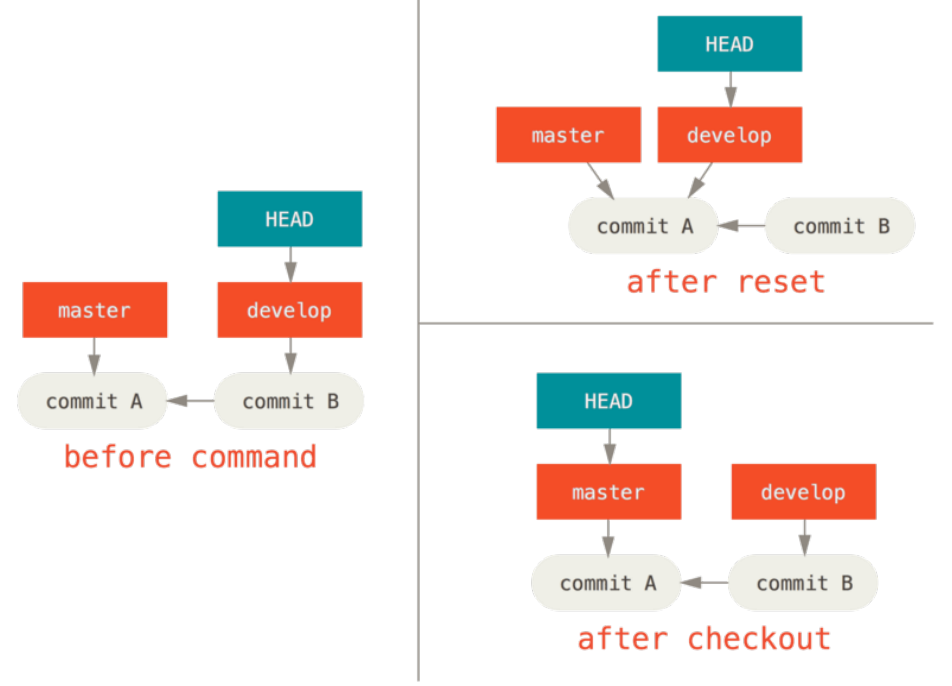 HEAD
master
develop
commit A
commit B
before command
HEAD
master
develop
commit A
commit B
after reset
HEAD
master
develop
commit A
commit B
after checkout